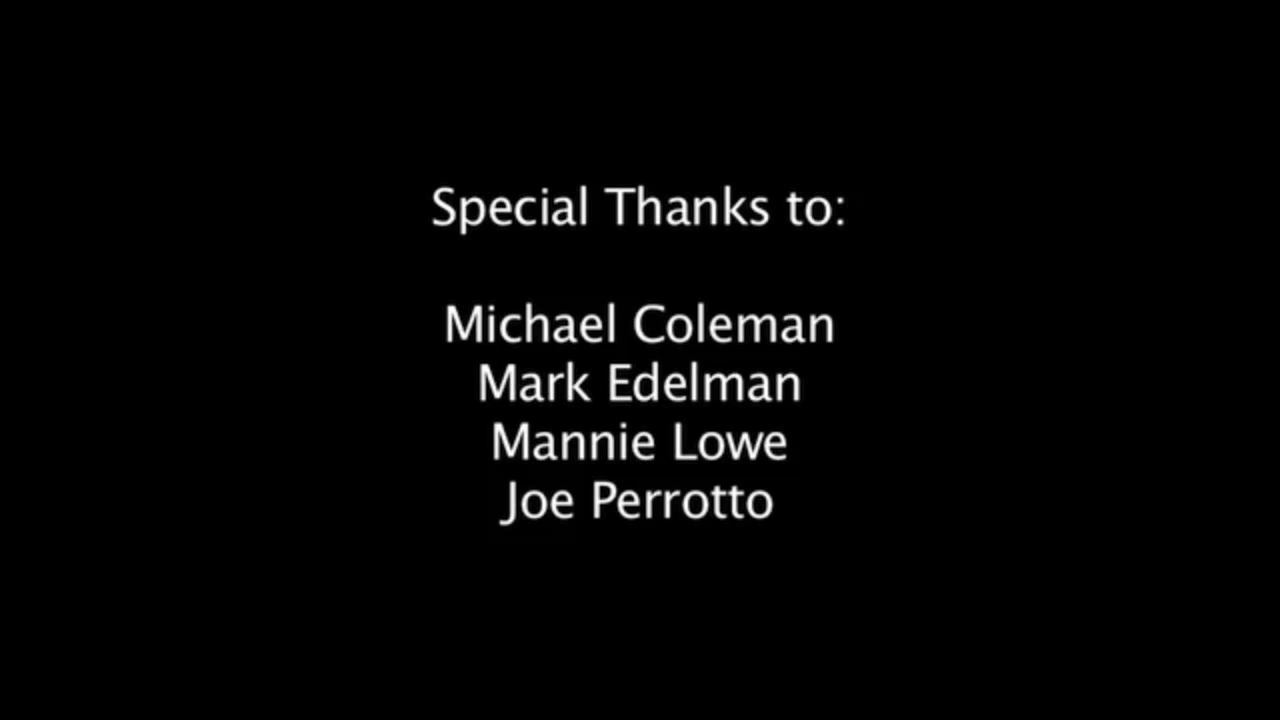 Special Thanks to:
Michael Coleman
Mark Edelman
Mannie Lowe
Joe Perrotto